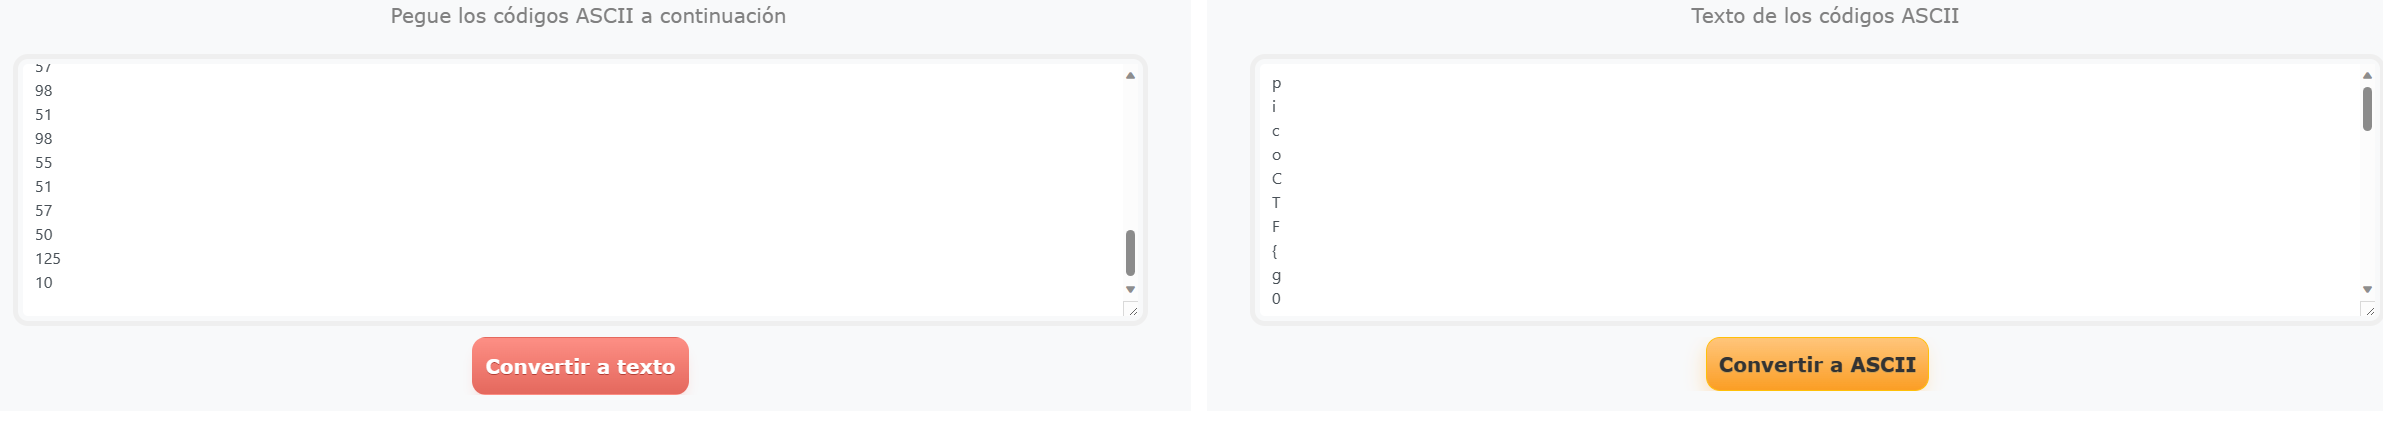 Pegue los códigos ASCII a continuación
57
98
51
98
55
51
57
50
125
10
Convertir a texto
Texto de los códigos ASCII
p
i
c
o
C
T
F
{
g
0
Convertir a ASCII